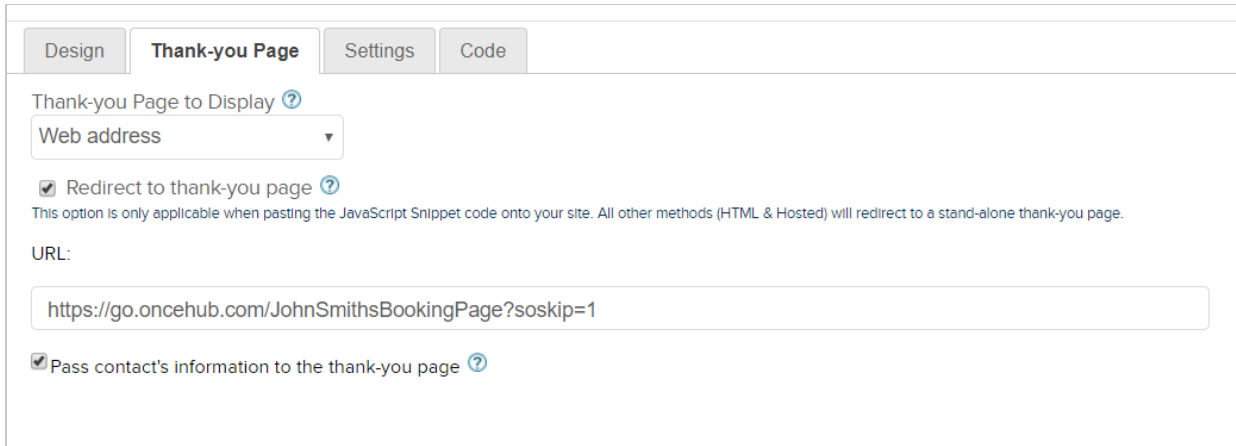 Design Thank-you Page Settings Code
Thank-you Page to Display ?
Web address
Redirect to thank-you page ?
This option is only applicable when pasting the JavaScript Snippet code onto your site. All other methods (HTML & Hosted) will redirect to a stand-alone thank-you page.
URL:
https://go.oncehub.com/JohnSmithsBookingPage?soskip=1
Pass contact's information to the thank-you page ?